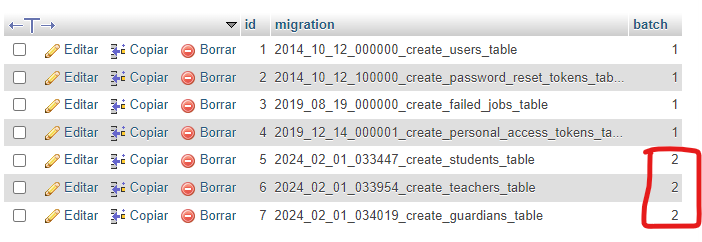 ←T→ id migration batch
Editar Copiar Borrar 1 2014_10_12_000000_create_users_table 1
Editar Copiar Borrar 2 2014_10_12_100000_create_password_reset_tokens_tab... 1
Editar Copiar Borrar 3 2019_08_19_000000_create_failed_jobs_table 1
Editar Copiar Borrar 4 2019_12_14_000001_create_personal_access_tokens_ta... 1
Editar Copiar Borrar 5 2024_02_01_033447_create_students_table 2
Editar Copiar Borrar 6 2024_02_01_033954_create_teachers_table 2
Editar Copiar Borrar 7 2024_02_01_034019_create_guardians_table 2